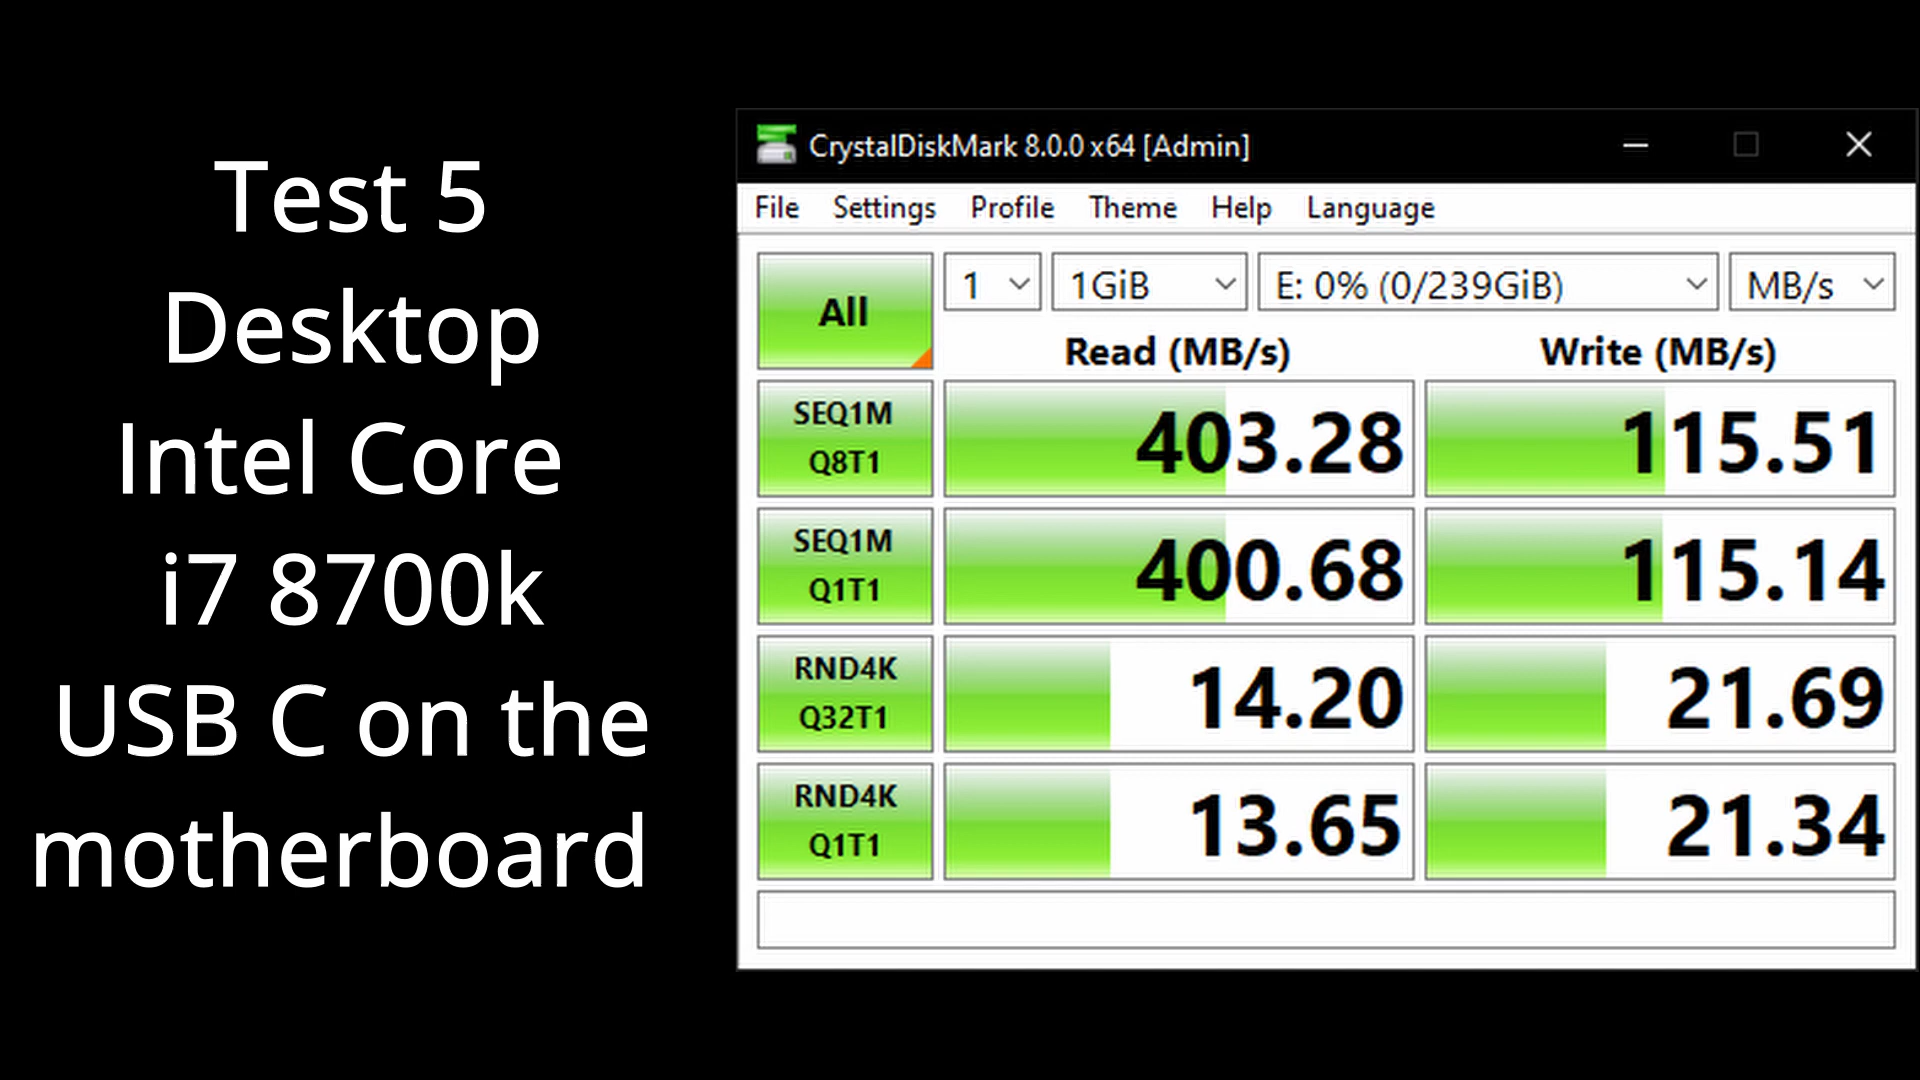 Test 5
Desktop
Intel Core
i7 8700k
USB C on the
motherboard
CrystalDiskMark 8.0.0 x64 [Admin]
File Settings Profile Theme Help Language
All 1 1GiB E: 0% (0/239GiB) MB/s
Read (MB/s) Write (MB/s)
SEQ1M
Q8T1 403.28 115.51
SEQ1M
Q1T1 400.68 115.14
RND4K
Q32T1 14.20 21.69
RND4K
Q1T1 13.65 21.34